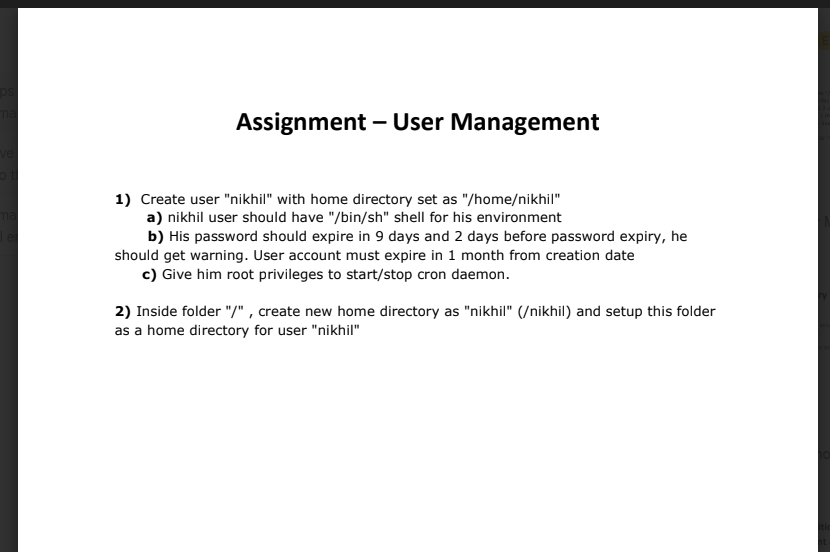 Assignment – User Management
1) Create user "nikhil" with home directory set as "/home/nikhil"
a) nikhil user should have "/bin/sh" shell for his environment
b) His password should expire in 9 days and 2 days before password expiry, he
should get warning. User account must expire in 1 month from creation date
c) Give him root privileges to start/stop cron daemon.
2) Inside folder "/" , create new home directory as "nikhil" (/nikhil) and setup this folder
as a home directory for user "nikhil"